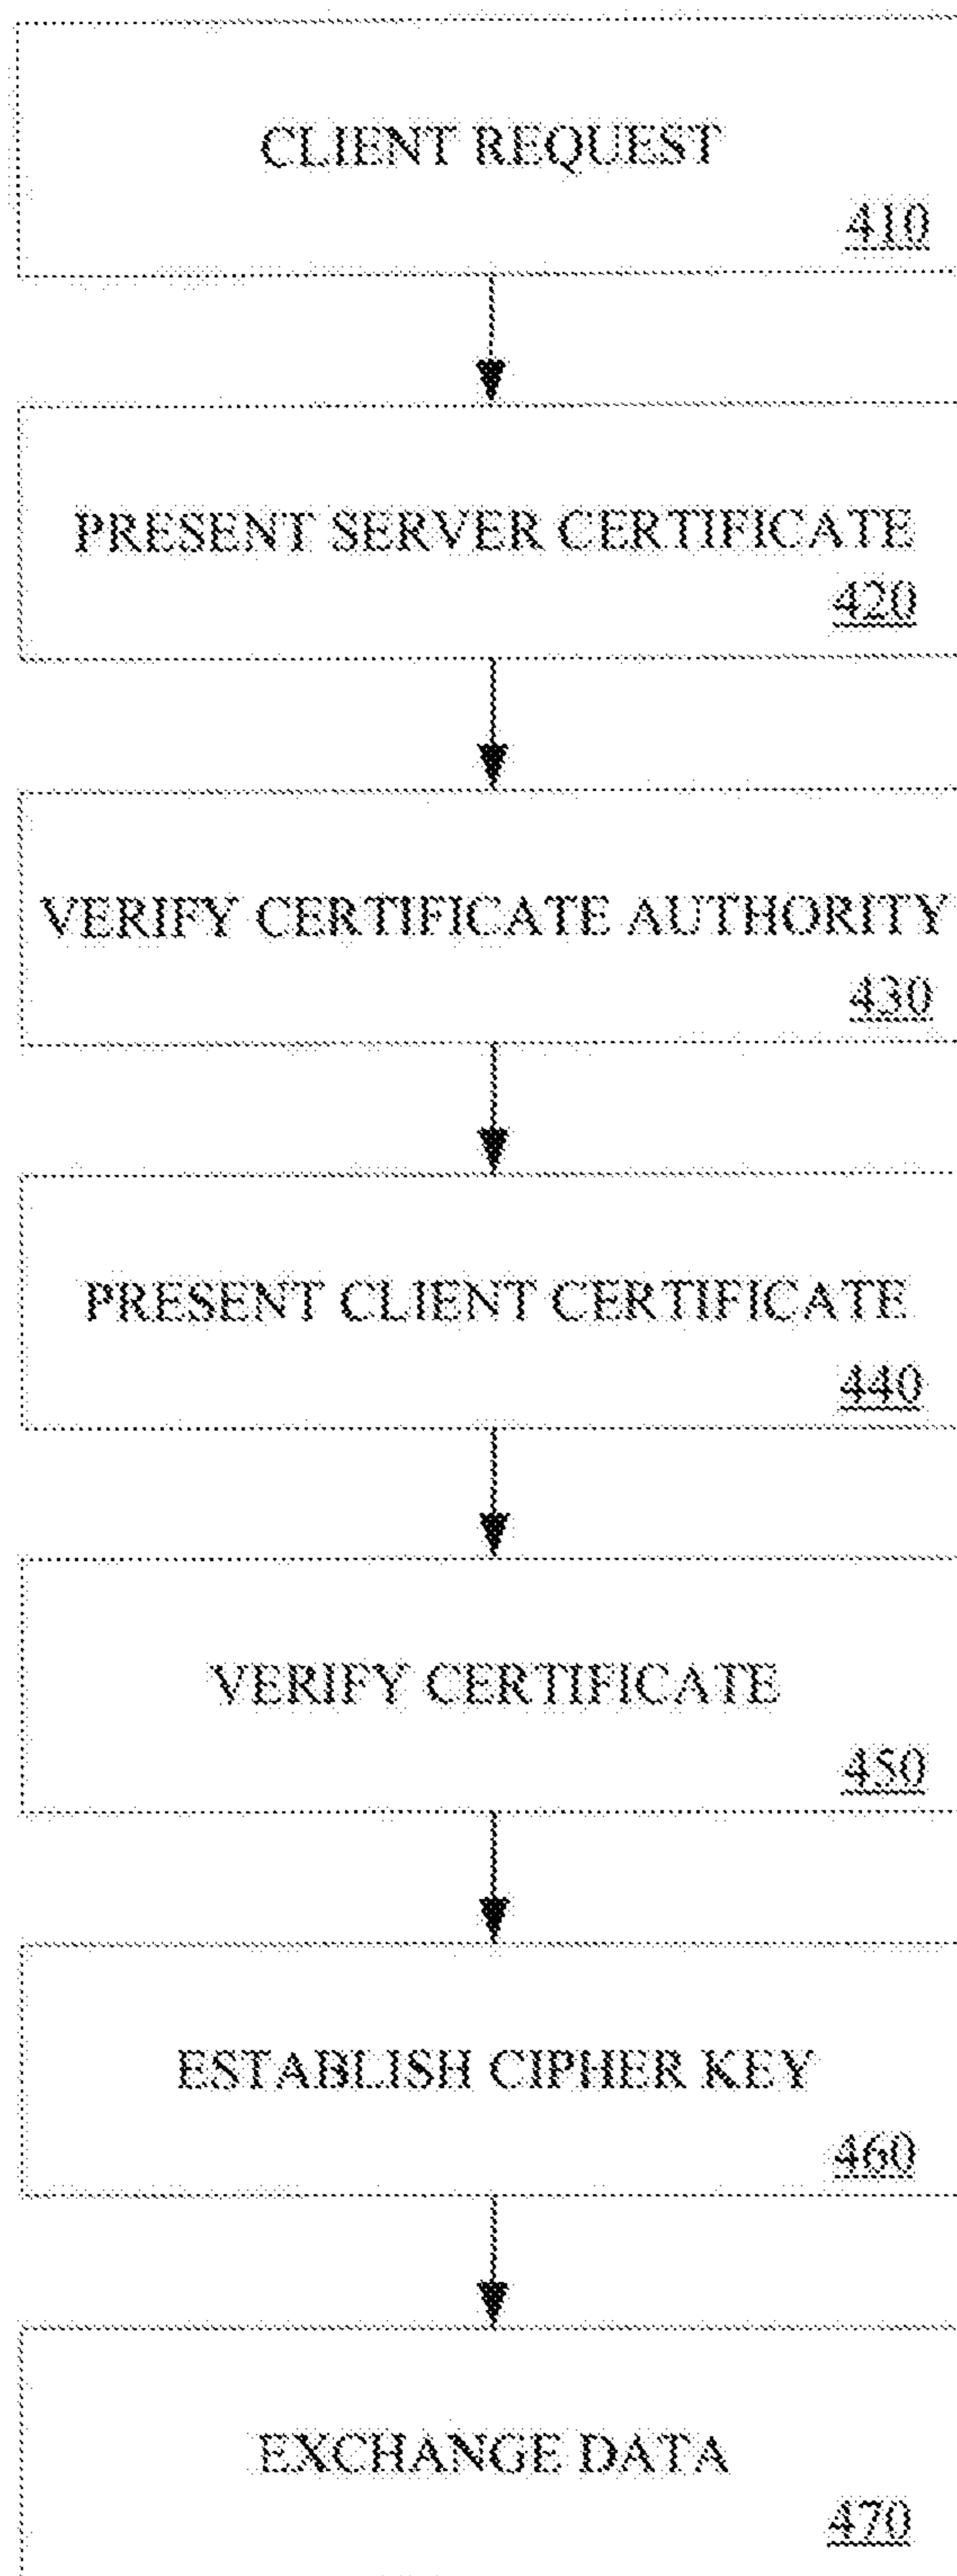 CLIENT REQUEST
410
PRESENT SERVER CERTIFICATE
420
VERIFY CERTIFICATE AUTHORITY
430
PRESENT CLIENT CERTIFICATE
440
VERIFY CERTIFICATE
450
ESTABLISH CIPHER KEY
460
EXCHANGE DATA
470